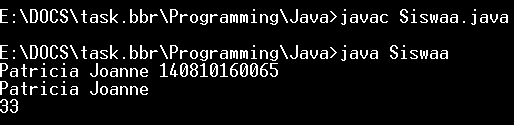 E:\DOCS\task.bbr\Programming\Java>javac Siswaa.java
E:\DOCS\task.bbr\Programming\Java>java Siswaa
Patricia Joanne 140810160065
Patricia Joanne
33